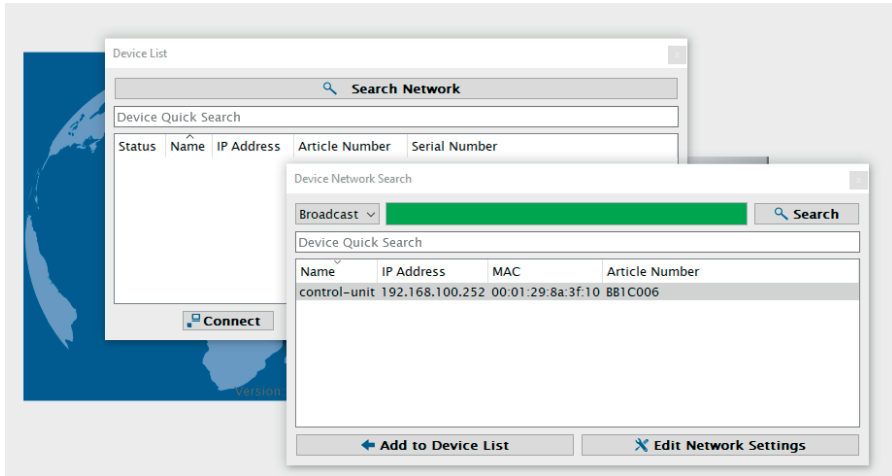 Device List
x
Search Network
Device Quick Search
Status Name IP Address Article Number Serial Number
Connect
Version
Device Network Search
x
Broadcast Search
Device Quick Search
Name IP Address MAC Article Number
control-unit 192.168.100.252 00:01:29:8a:3f:10 BB1C006
Add to Device List Edit Network Settings